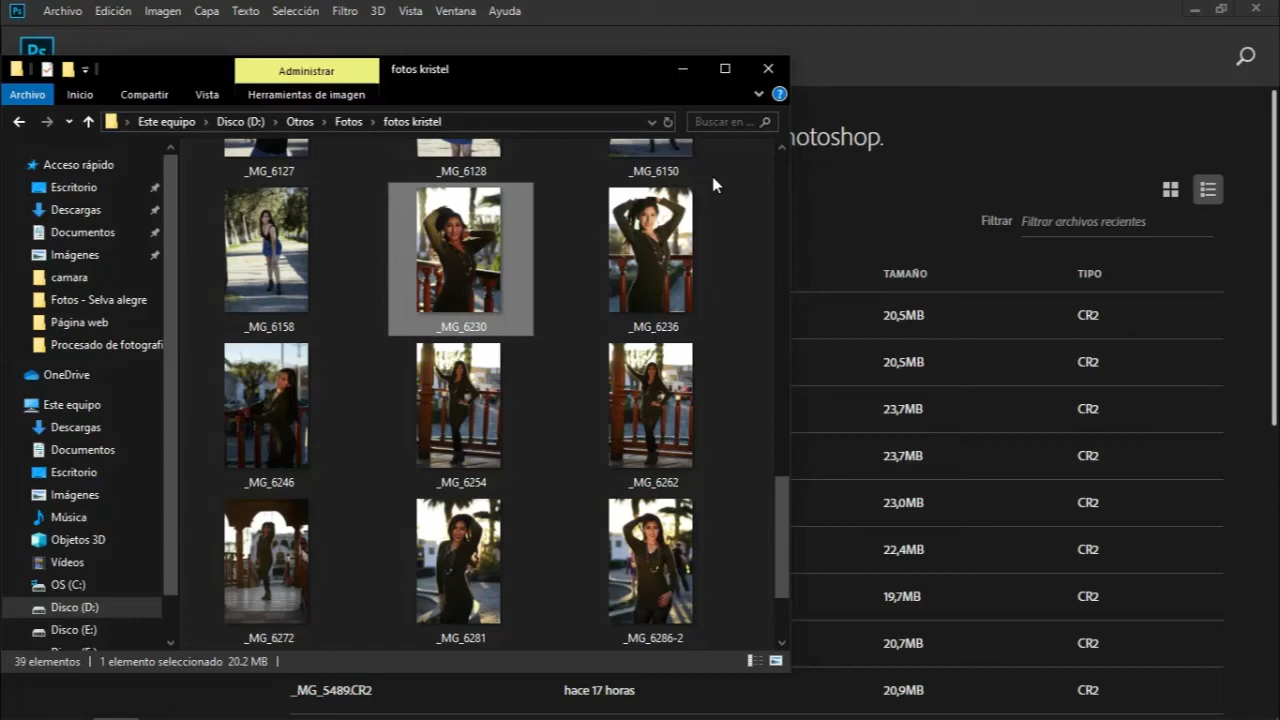 Ps Archivo Edición Imagen Capa Texto Selección Filtro 3D Vista Ventana Ayuda
Ps
Administrar fotos kristel
Archivo Inicio Compartir Vista Herramientas de imagen
Este equipo Disco (D:) Otros Fotos fotos kristel Buscar en ...
hotoshop.
Acceso rápido
Escritorio
Descargas
Documentos
Imágenes
camara
Fotos - Selva alegre
Página web
Procesado de fotografi
OneDrive
Este equipo
Descargas
Documentos
Escritorio
Imágenes
Música
Objetos 3D
Vídeos
OS (C:)
Disco (D:)
Disco (E:)
_MG_6127 _MG_6128 _MG_6150
_MG_6158 _MG_6230 _MG_6236
_MG_6246 _MG_6254 _MG_6262
_MG_6272 _MG_6281 _MG_6286-2
39 elementos 1 elemento seleccionado 20.2 MB
Filtrar Filtrar archivos recientes
TAMAÑO TIPO
20,5MB CR2
20,5MB CR2
23,7MB CR2
23,7MB CR2
23,0MB CR2
22,4MB CR2
19,7MB CR2
20,7MB CR2
_MG_5489.CR2 hace 17 horas 20,9MB CR2